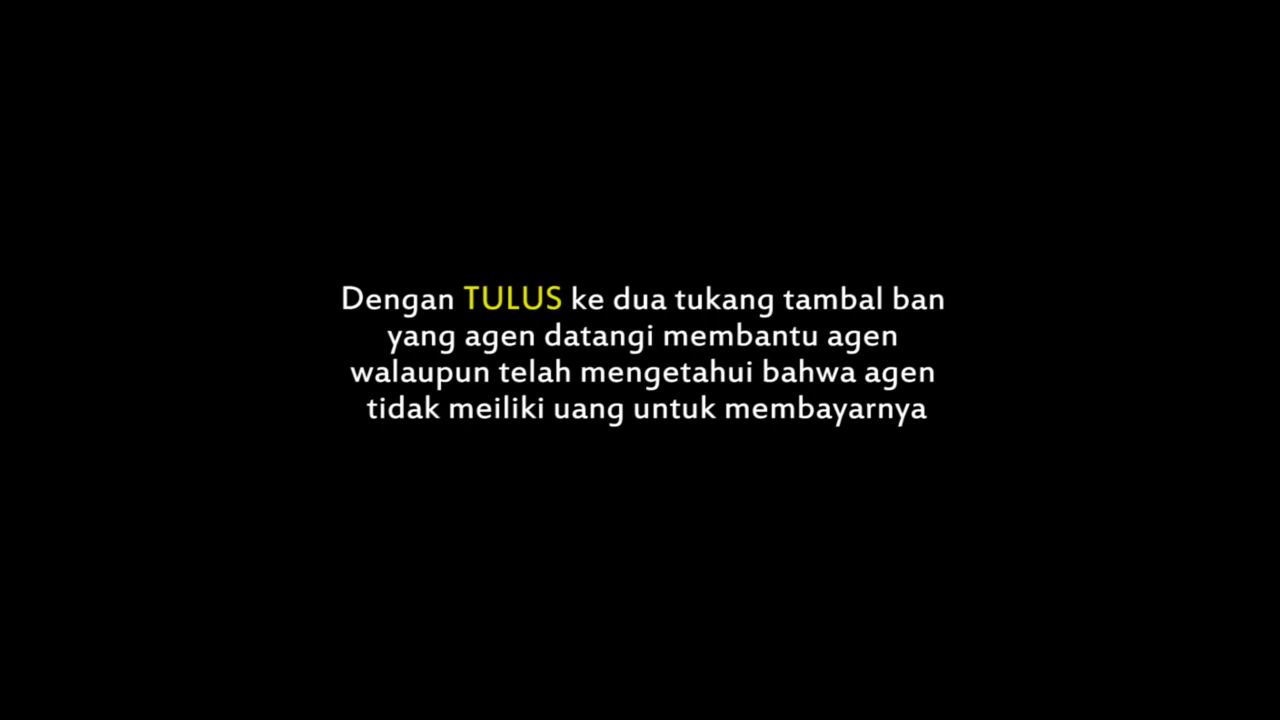 Dengan TULUS ke dua tukang tambal ban
yang agen datangi membantu agen
walaupun telah mengetahui bahwa agen
tidak meiliki uang untuk membayarnya